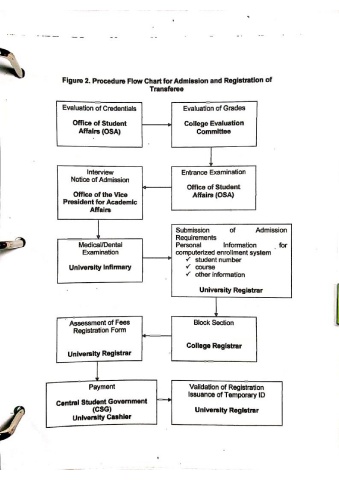 Figure 2. Procedure Flow Chart for Admission and Registration of
Transferee
Evaluation of Credentials
Office of Student
Affairs (OSA)
Evaluation of Grades
College Evaluation
Committee
Entrance Examination
Office of Student
Affairs (OSA)
Interview
Notice of Admission
Office of the Vice
President for Academic
Affairs
Medical/Dental
Examination
University Infirmary
Submission of Admission
Requirements
Personal Information for
computerized enrollment system
✓ student number
✓ course
✓ other information
University Registrar
Block Section
College Registrar
Assessment of Fees
Registration Form
University Registrar
Payment
Central Student Government
(CSG)
University Cashier
Validation of Registration
Issuance of Temporary ID
University Registrar